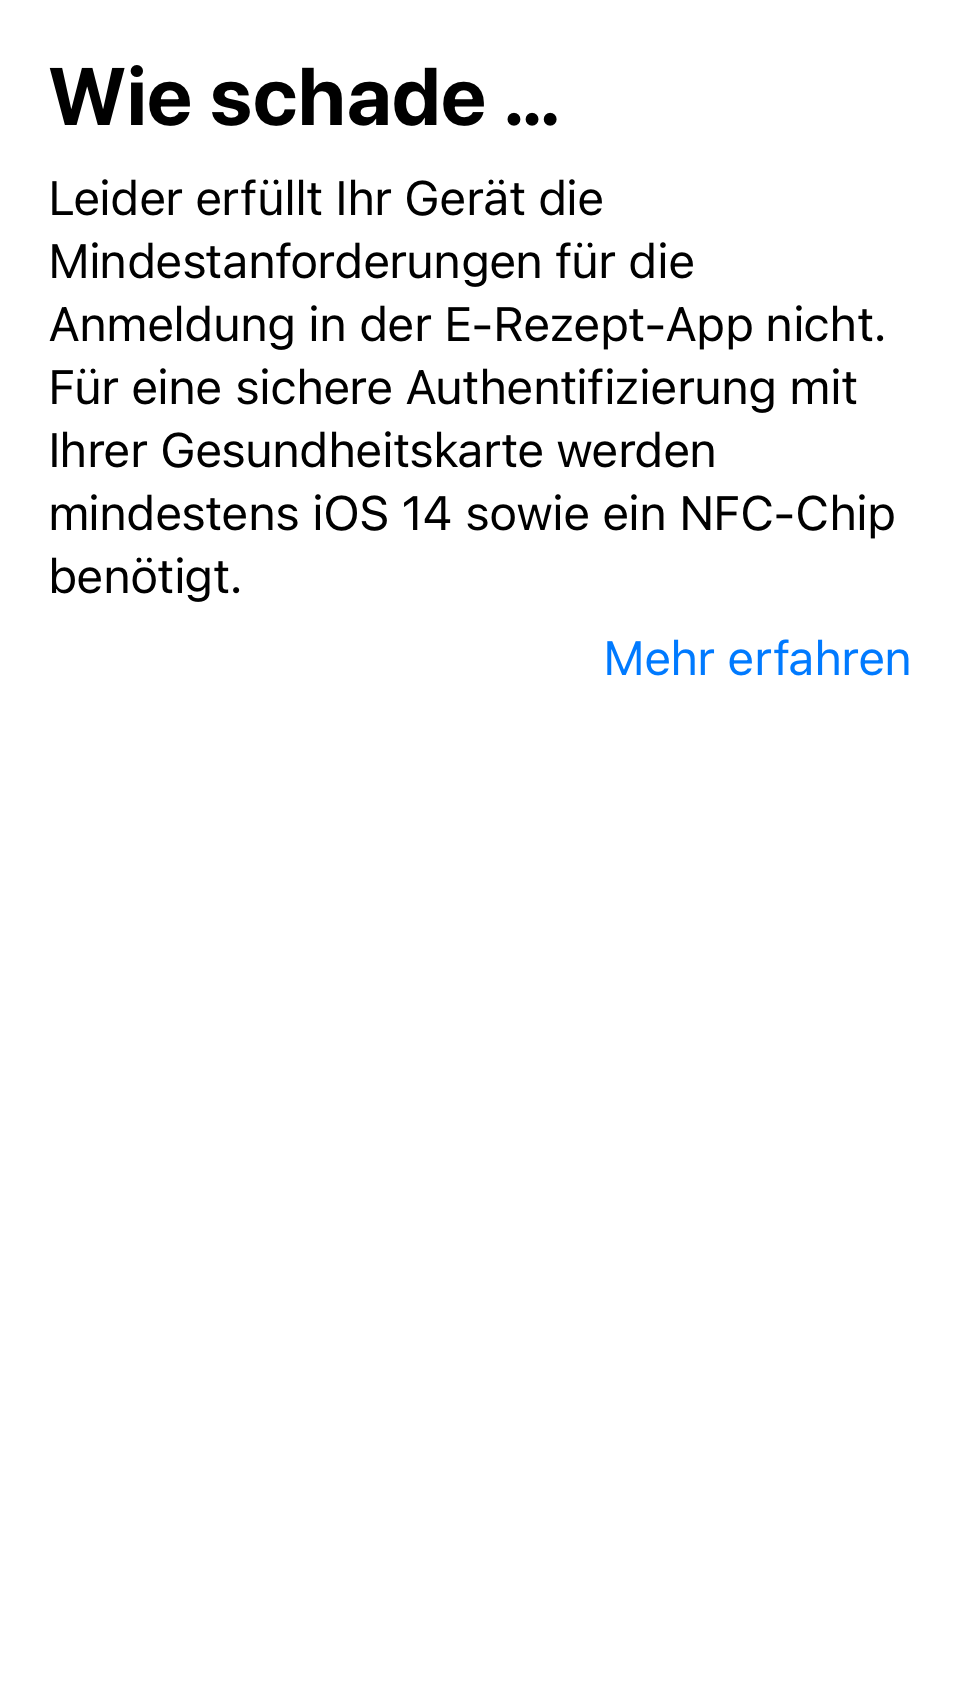 Wie schade …
Leider erfüllt Ihr Gerät die
Mindestanforderungen für die
Anmeldung in der E-Rezept-App nicht.
Für eine sichere Authentifizierung mit
Ihrer Gesundheitskarte werden
mindestens iOS 14 sowie ein NFC-Chip
benötigt.
Mehr erfahren